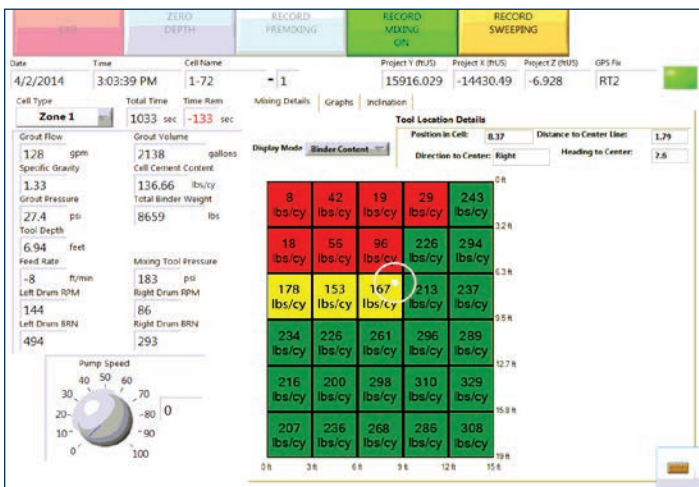 ZERO DEPTH
RECORD PREMIXING
RECORD MIXING ON
RECORD SWEEPING
Date Time Cell Name Project Y (ftUS) Project X (ftUS) Project Z (ftUS) GPS Fix
4/2/2014 3:03:39 PM 1-72 - 1 15916.029 -14430.49 -6.928 RT2
Cell Type Total Time Time Rem
Zone 1 1033 sec -133 sec
Grout Flow Grout Volume
128 gpm 2138 gallons
Specific Gravity Cell Cement Content
1.33 136.66 lbs/cy
Grout Pressure Total Binder Weight
27.4 psi 8659 lbs
Tool Depth
6.94 feet
Feed Rate Mixing Tool Pressure
-8 ft/min 183 psi
Left Drum RPM Right Drum RPM
144 86
Left Drum BRN Right Drum BRN
494 293
Pump Speed
0 10 20 30 40 50 60 70 80 90 100
0
Mixing Details Graphs Inclination
Tool Location Details
Display Mode Binder Content
Position in Cell: 8.37 Distance to Center Line: 1.79
Direction to Center: Right Heading to Center: 2.6
0 ft
8 42 19 29 243
lbs/cy lbs/cy lbs/cy lbs/cy lbs/cy
3.2 ft
18 56 96 226 294
lbs/cy lbs/cy lbs/cy lbs/cy lbs/cy
6.3 ft
178 153 167 213 237
lbs/cy lbs/cy lbs/cy lbs/cy lbs/cy
9.5 ft
234 226 261 296 289
lbs/cy lbs/cy lbs/cy lbs/cy lbs/cy
12.7 ft
216 200 298 310 329
lbs/cy lbs/cy lbs/cy lbs/cy lbs/cy
15.8 ft
207 236 268 286 308
lbs/cy lbs/cy lbs/cy lbs/cy lbs/cy
19 ft
0 ft 3 ft 6 ft 9 ft 12 ft 15 ft